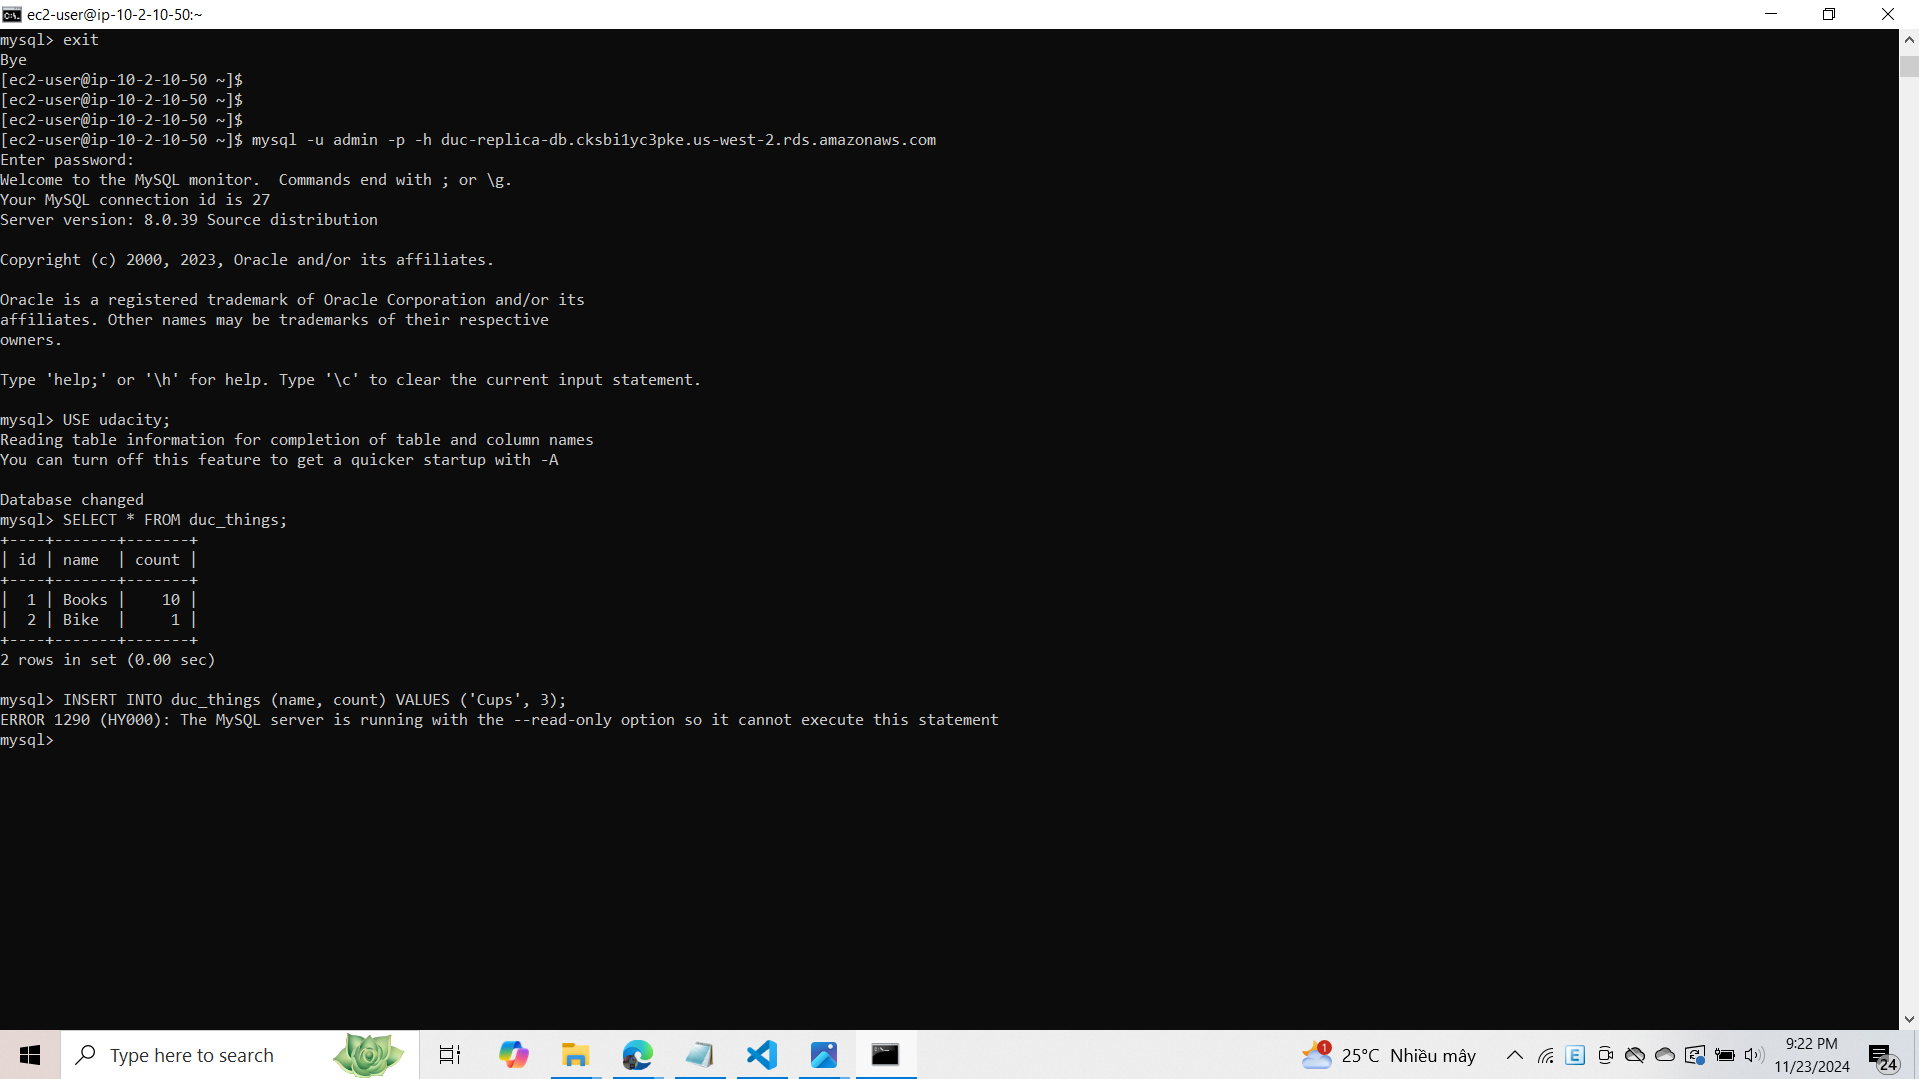 ec2-user@ip-10-2-10-50:~
mysql> exit
Bye
[ec2-user@ip-10-2-10-50 ~]$
[ec2-user@ip-10-2-10-50 ~]$
[ec2-user@ip-10-2-10-50 ~]$
[ec2-user@ip-10-2-10-50 ~]$ mysql -u admin -p -h duc-replica-db.cksbi1yc3pke.us-west-2.rds.amazonaws.com
Enter password:
Welcome to the MySQL monitor.  Commands end with ; or \g.
Your MySQL connection id is 27
Server version: 8.0.39 Source distribution
Copyright (c) 2000, 2023, Oracle and/or its affiliates.
Oracle is a registered trademark of Oracle Corporation and/or its
affiliates. Other names may be trademarks of their respective
owners.
Type 'help;' or '\h' for help. Type '\c' to clear the current input statement.
mysql> USE udacity;
Reading table information for completion of table and column names
You can turn off this feature to get a quicker startup with -A
Database changed
mysql> SELECT * FROM duc_things;
+----+-------+-------+
| id | name  | count |
+----+-------+-------+
|  1 | Books |    10 |
|  2 | Bike  |     1 |
+----+-------+-------+
2 rows in set (0.00 sec)
mysql> INSERT INTO duc_things (name, count) VALUES ('Cups', 3);
ERROR 1290 (HY000): The MySQL server is running with the --read-only option so it cannot execute this statement
mysql>
Type here to search
1
25°C Nhiều mây
E
9:22 PM
11/23/2024
24